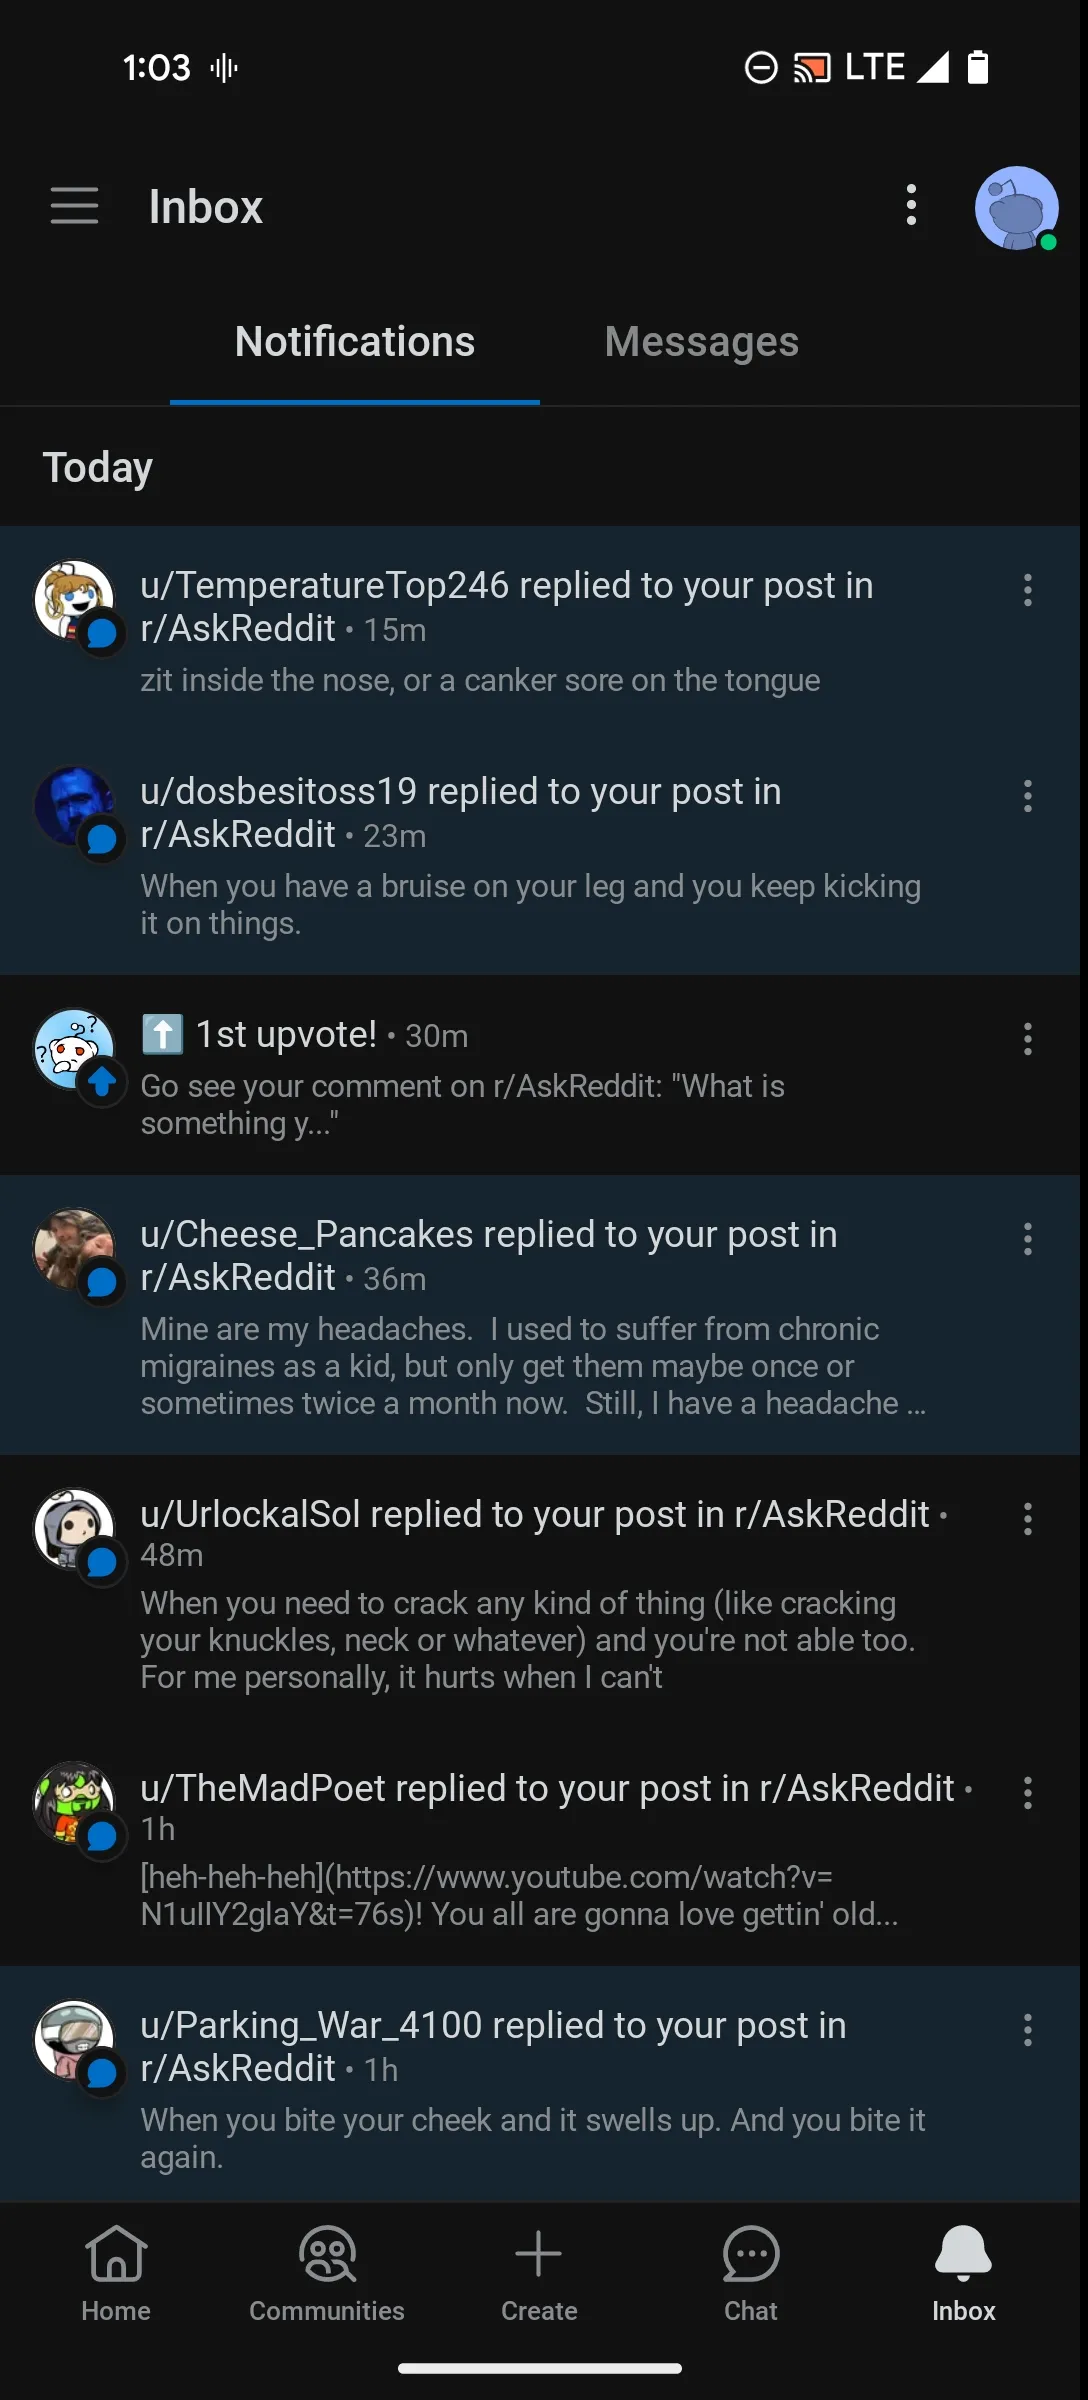 1:03 LTE
Inbox
Notifications Messages
Today
u/TemperatureTop246 replied to your post in
r/AskReddit • 15m
zit inside the nose, or a canker sore on the tongue
u/dosbesitoss19 replied to your post in
r/AskReddit • 23m
When you have a bruise on your leg and you keep kicking
it on things.
⬆️ 1st upvote! • 30m
Go see your comment on r/AskReddit: "What is
something y..."
u/Cheese_Pancakes replied to your post in
r/AskReddit • 36m
Mine are my headaches.  I used to suffer from chronic
migraines as a kid, but only get them maybe once or
sometimes twice a month now.  Still, I have a headache ...
u/UrlockalSol replied to your post in r/AskReddit •
48m
When you need to crack any kind of thing (like cracking
your knuckles, neck or whatever) and you're not able too.
For me personally, it hurts when I can't
u/TheMadPoet replied to your post in r/AskReddit •
1h
[heh-heh-heh](https://www.youtube.com/watch?v=
N1uIIY2glaY&t=76s)! You all are gonna love gettin' old...
u/Parking_War_4100 replied to your post in
r/AskReddit • 1h
When you bite your cheek and it swells up. And you bite it
again.
Home Communities Create Chat Inbox